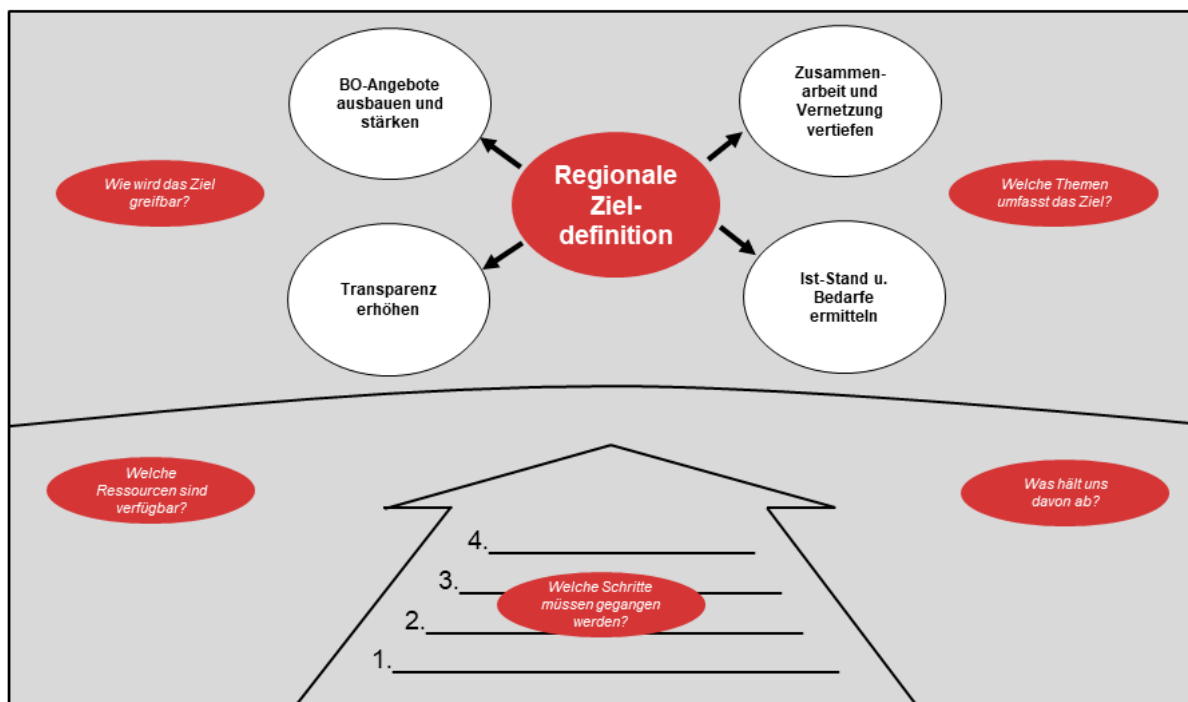 BO-Angebote
ausbauen und
stärken
Zusammen-
arbeit und
Vernetzung
vertiefen
Regionale
Ziel-
definition
Wie wird das Ziel
greifbar?
Welche Themen
umfasst das Ziel?
Transparenz
erhöhen
Ist-Stand u.
Bedarfe
ermitteln
Welche
Ressourcen sind
verfügbar?
Was hält uns
davon ab?
4.
3.
Welche Schritte
müssen gegangen
werden?
2.
1.